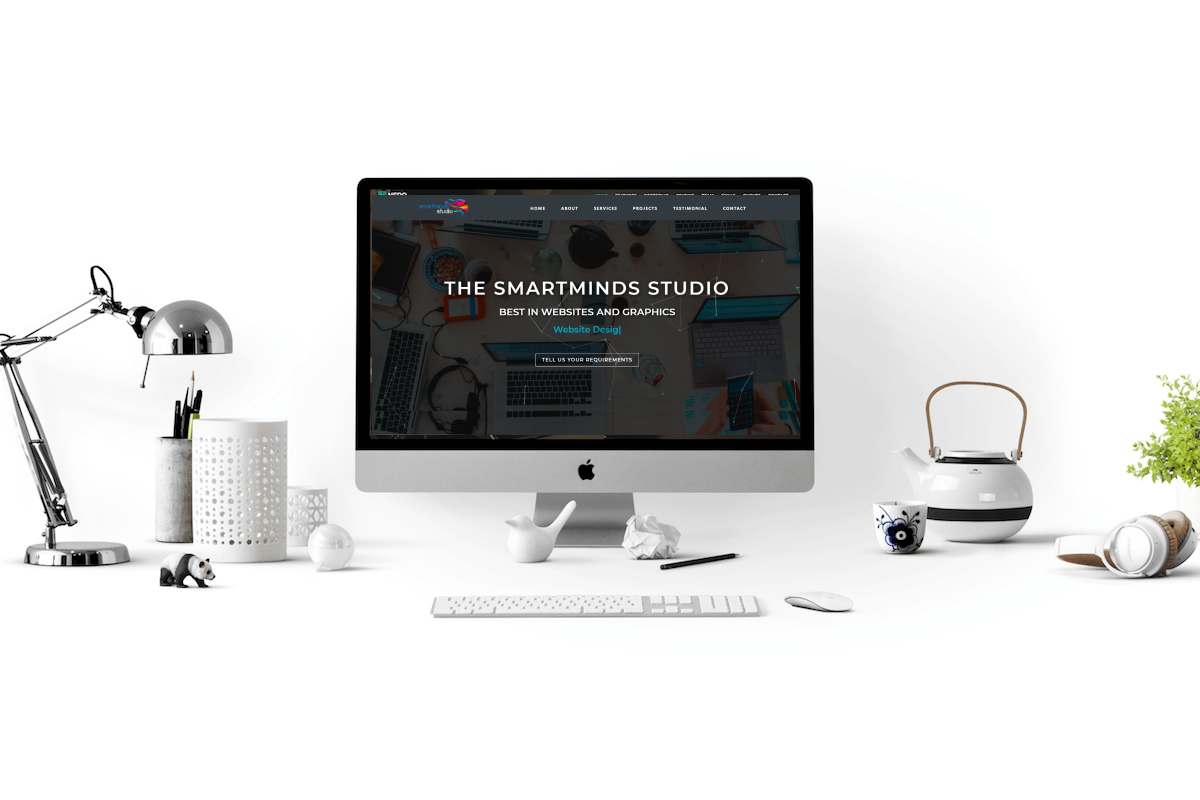 HOME ABOUT SERVICES PROJECTS TESTIMONIAL CONTACT
smartminds
studio
THE SMARTMINDS STUDIO
BEST IN WEBSITES AND GRAPHICS
Website Desig|
TELL US YOUR REQUIREMENTS